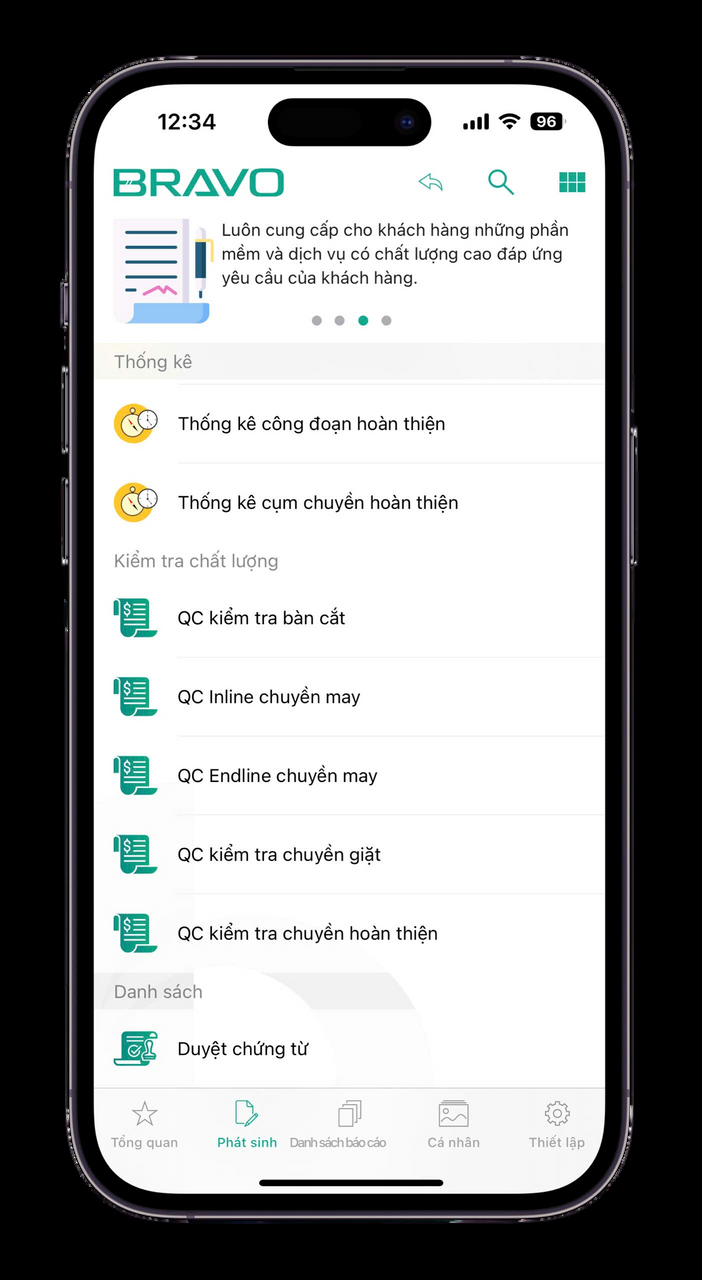 12:34
96
BRAVO
Luôn cung cấp cho khách hàng những phần
mềm và dịch vụ có chất lượng cao đáp ứng
yêu cầu của khách hàng.
Thống kê
Thống kê công đoạn hoàn thiện
Thống kê cụm chuyền hoàn thiện
Kiểm tra chất lượng
QC kiểm tra bàn cắt
QC Inline chuyền may
QC Endline chuyền may
QC kiểm tra chuyền giặt
QC kiểm tra chuyền hoàn thiện
Danh sách
Duyệt chứng từ
Tổng quan
Phát sinh
Danh sách báo cáo
Cá nhân
Thiết lập